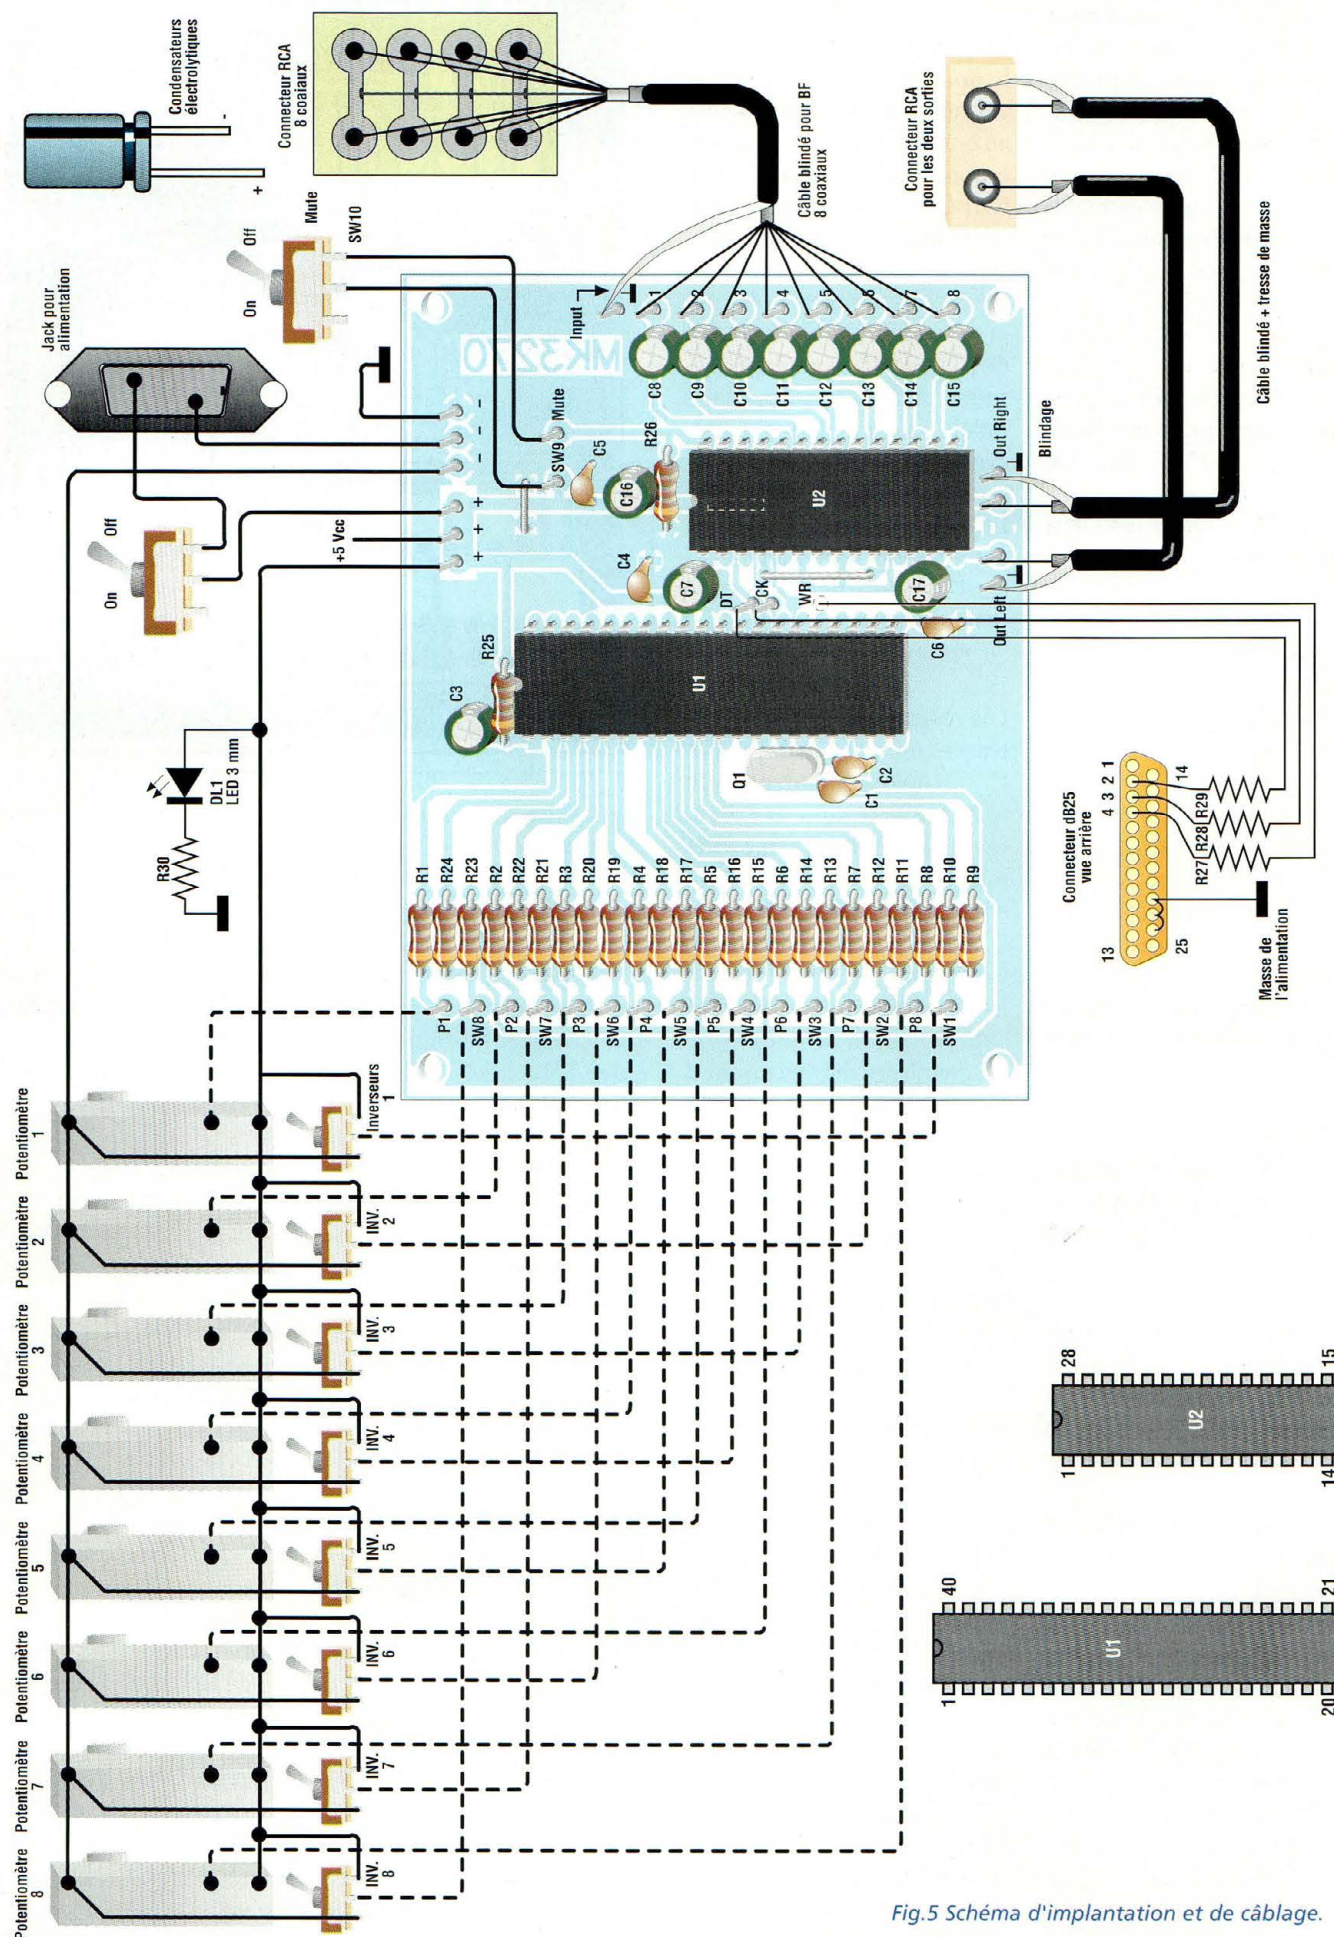 Condensateurs
électrolytiques
-
+
Connecteur RCA
8 coaiaux
Câble blindé pour BF
8 coaxiaux
Connecteur RCA
pour les deux sorties
Câble blindé + tresse de masse
Mute
On
Off
SW10
Jack pour
alimentation
On
Off
+5 Vcc
DL1
LED 3 mm
R30
Input
1
2
3
4
5
6
7
8
MK3270
- - -
+ + +
SW9
Mute
C8
C9
C10
C11
C12
C13
C14
C15
C5
R26
C16
U2
C4
C7
DT
CK
WR
C17
C6
Out Right
Blindage
Out Left
C3
R25
U1
Q1
C2
C1
R1
R24
R23
R2
R22
R21
R3
R20
R19
R4
R18
R17
R5
R16
R15
R6
R14
R13
R7
R12
R11
R8
R10
R9
P1
SW8
P2
SW7
P3
SW6
P4
SW5
P5
SW4
P6
SW3
P7
SW2
P8
SW1
Connecteur dB25
vue arrière
13
4 3 2 1
25
14
R27
R28
R29
Masse de
l'alimentation
Potentiomètre
1
Potentiomètre
2
Potentiomètre
3
Potentiomètre
4
Potentiomètre
5
Potentiomètre
6
Potentiomètre
7
Potentiomètre
8
Inverseurs
1
INV.
2
INV.
3
INV.
4
INV.
5
INV.
6
INV.
7
INV.
8
1
28
U2
14
15
1
40
U1
20
21
Fig.5 Schéma d'implantation et de câblage.